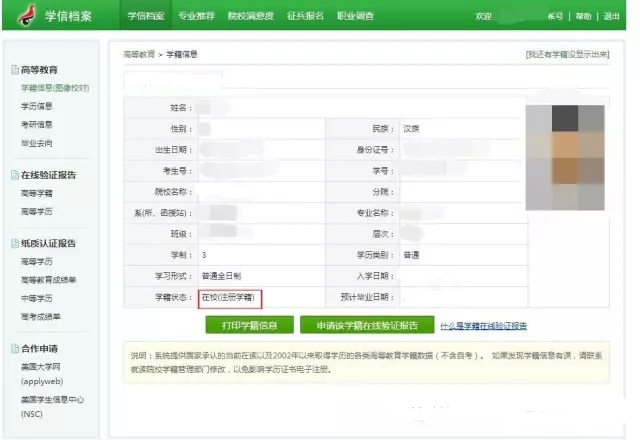 学信档案
学信档案 专业推荐 院校满意度 征兵报名 职业调查
欢迎 帐号 | 帮助 | 退出
高等教育 > 学籍信息
[我还有学籍没显示出来]
高等教育
学籍信息(图像校对)
学历信息
考研信息
毕业去向
在线验证报告
高等学籍
高等学历
纸质认证报告
高等学历
高等教育成绩单
中等学历
高考成绩单
合作申请
美国大学网
(applyweb)
美国学生信息中心
(NSC)
姓名:
性别: 民族: 汉族
出生日期: 身份证号:
考生号: 学号:
院校名称: 分院:
系(所、函授站): 专业名称:
班级: 层次:
学制: 3 学历类别: 普通
学习形式: 普通全日制 入学日期:
学籍状态: 在校(注册学籍) 预计毕业日期:
打印学籍信息 申请该学籍在线验证报告 什么是学籍在线验证报告
说明:系统提供国家承认的当前在读以及2002年以来取得学历的各类高等教育学籍数据(不含自考)。 如果发现学籍信息有误,请联系
就读院校学籍管理部门修改,以免影响学历证书电子注册。